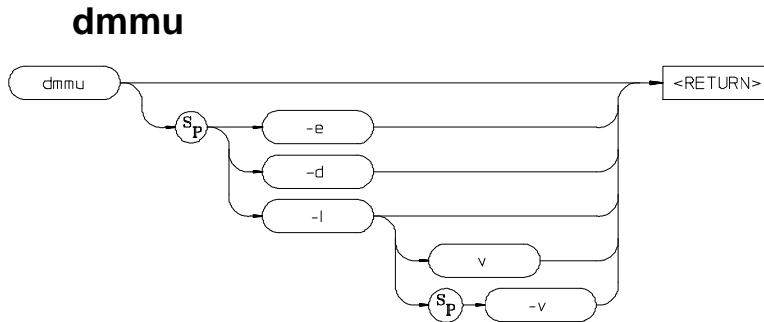 dmmu
dmmu <RETURN>
SP -e
-d
-l
v
SP -v